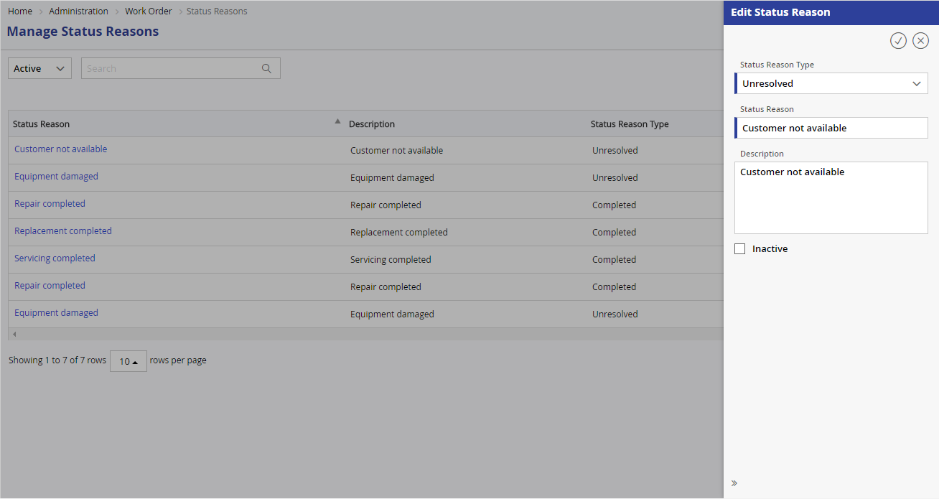 Home > Administration > Work Order > Status Reasons
Manage Status Reasons
Active
Search
Status Reason Description Status Reason Type
Customer not available Customer not available Unresolved
Equipment damaged Equipment damaged Unresolved
Repair completed Repair completed Completed
Replacement completed Replacement completed Completed
Servicing completed Servicing completed Completed
Repair completed Repair completed Completed
Equipment damaged Equipment damaged Unresolved
Showing 1 to 7 of 7 rows 10 rows per page
Edit Status Reason
Status Reason Type
Unresolved
Status Reason
Customer not available
Description
Customer not available
Inactive
»